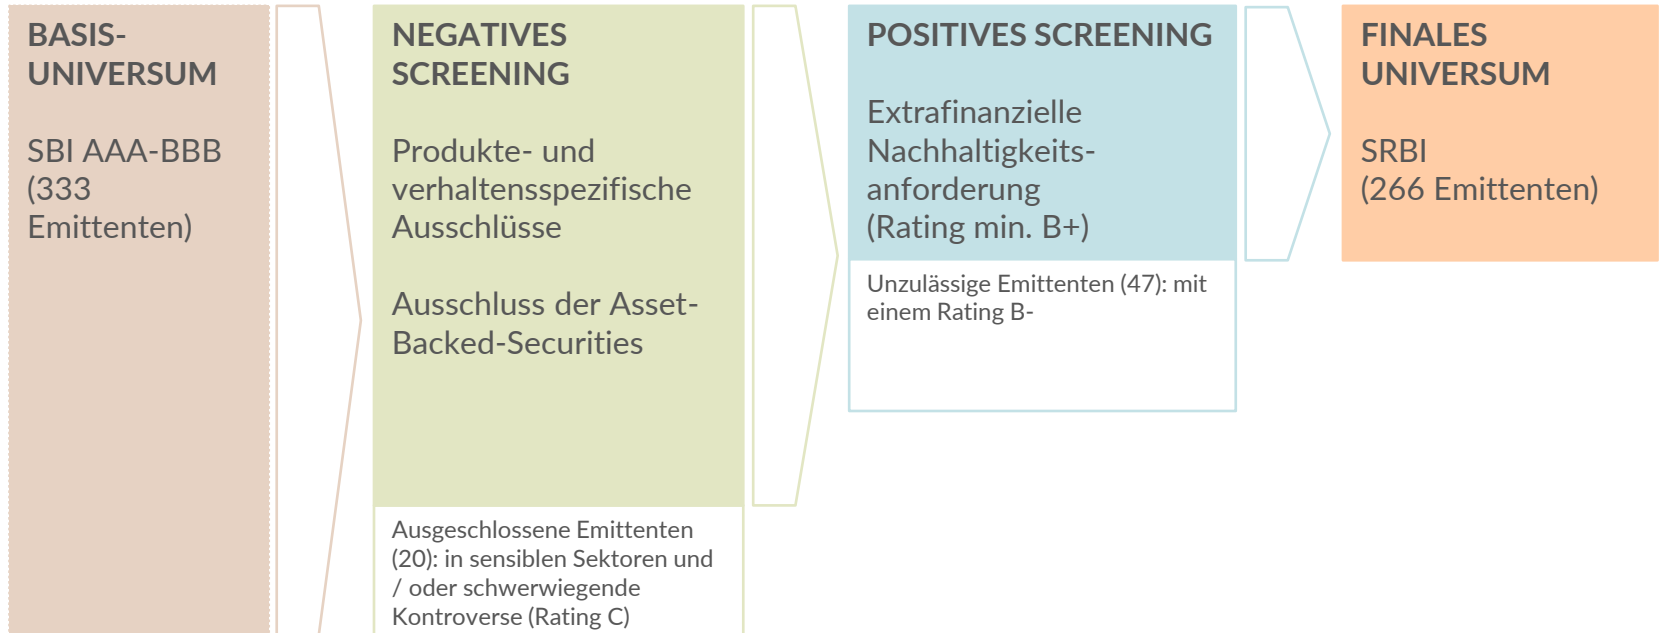 BASIS-
UNIVERSUM
SBI AAA-BBB
(333
Emittenten)
NEGATIVES
SCREENING
Produkte- und
verhaltensspezifische
Ausschlüsse
Ausschluss der Asset-
Backed-Securities
Ausgeschlossene Emittenten
(20): in sensiblen Sektoren und
/ oder schwerwiegende
Kontroverse (Rating C)
POSITIVES SCREENING
Extrafinanzielle
Nachhaltigkeits-
anforderung
(Rating min. B+)
Unzulässige Emittenten (47): mit
einem Rating B-
FINALES
UNIVERSUM
SRBI
(266 Emittenten)